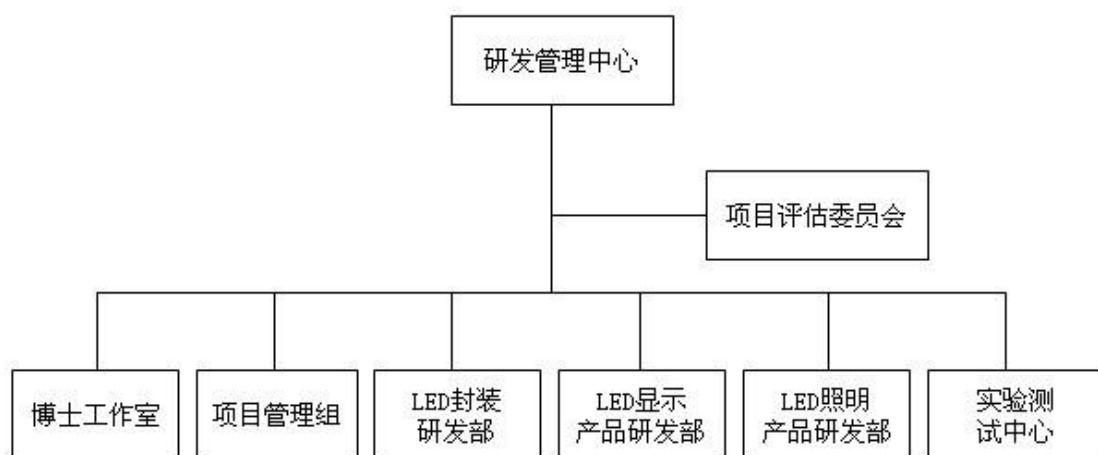 研发管理中心
项目评估委员会
博士工作室
项目管理组
LED封装
研发部
LED显示
产品研发部
LED照明
产品研发部
实验测
试中心